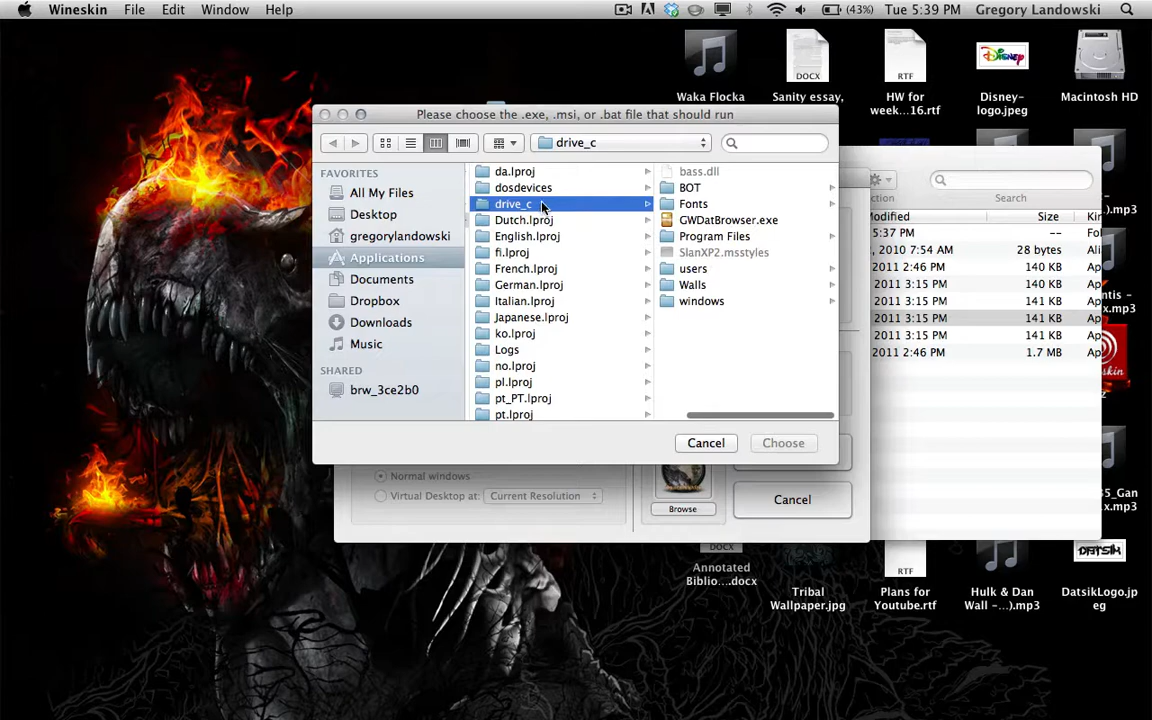 Wineskin File Edit Window Help (43%) Tue 5:39 PM Gregory Landowski
Waka Flocka
Sanity essay,
HW for
week...16.rtf
Disney-
logo.jpeg
Macintosh HD
DOCX
RTF
Disney
Please choose the .exe, .msi, or .bat file that should run
drive_c
FAVORITES
All My Files
Desktop
gregorylandowski
Applications
Documents
Dropbox
Downloads
Music
SHARED
brw_3ce2b0
da.lproj
dosdevices
drive_c
Dutch.lproj
English.lproj
fi.lproj
French.lproj
German.lproj
Italian.lproj
Japanese.lproj
ko.lproj
Logs
no.lproj
pl.lproj
pt_PT.lproj
pt.lproj
bass.dll
BOT
Fonts
GWDatBrowser.exe
Program Files
SlanXP2.msstyles
users
Walls
windows
Cancel
Choose
Search
Modified Size
5:37 PM
, 2010 7:54 AM 28 bytes
2011 2:46 PM 140 KB
2011 3:15 PM 140 KB
2011 3:15 PM 141 KB
2011 3:15 PM 141 KB
2011 3:15 PM 141 KB
2011 2:46 PM 1.7 MB
Normal windows
Virtual Desktop at: Current Resolution
Browse
Cancel
DOCX
Annotated
Biblio...docx
Tribal
Wallpaper.jpg
RTF
Plans for
Youtube.rtf
Hulk & Dan
Wall -...).mp3
DATSIK
DatsikLogo.jp
eg